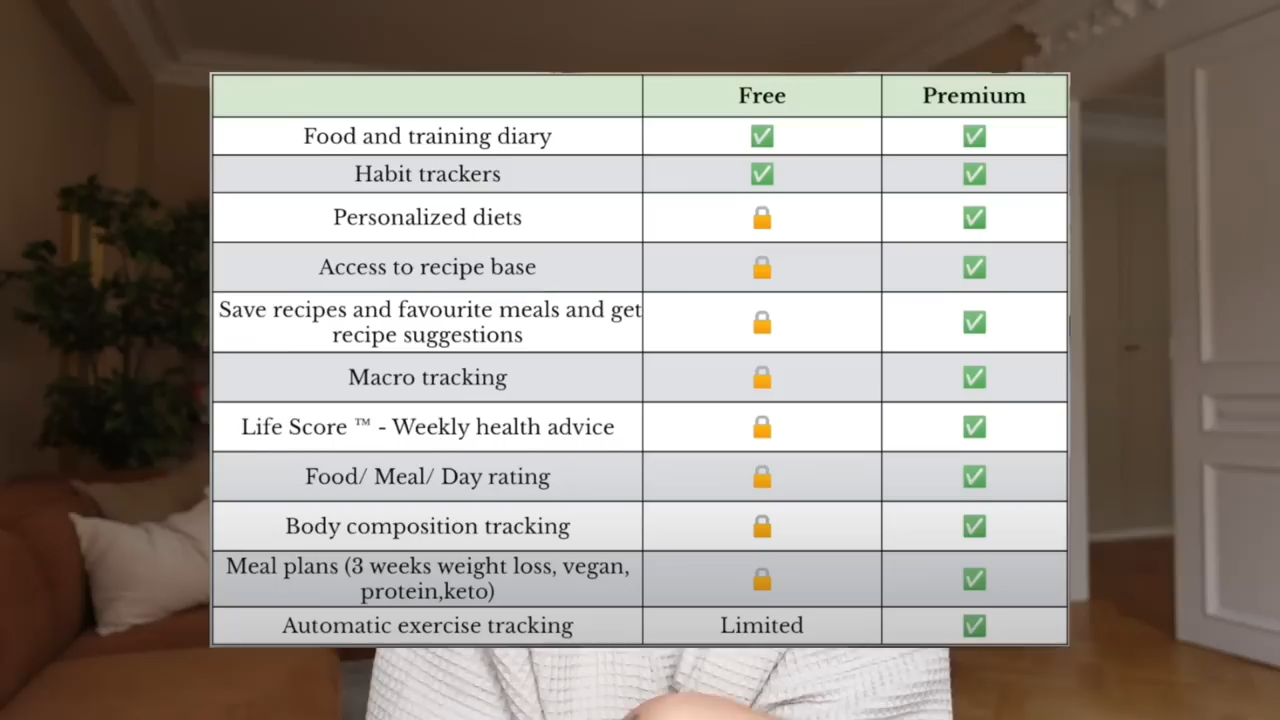 Free Premium
Food and training diary ✅ ✅
Habit trackers ✅ ✅
Personalized diets 🔒 ✅
Access to recipe base 🔒 ✅
Save recipes and favourite meals and get
recipe suggestions 🔒 ✅
Macro tracking 🔒 ✅
Life Score ™ - Weekly health advice 🔒 ✅
Food/ Meal/ Day rating 🔒 ✅
Body composition tracking 🔒 ✅
Meal plans (3 weeks weight loss, vegan,
protein,keto) 🔒 ✅
Automatic exercise tracking Limited ✅